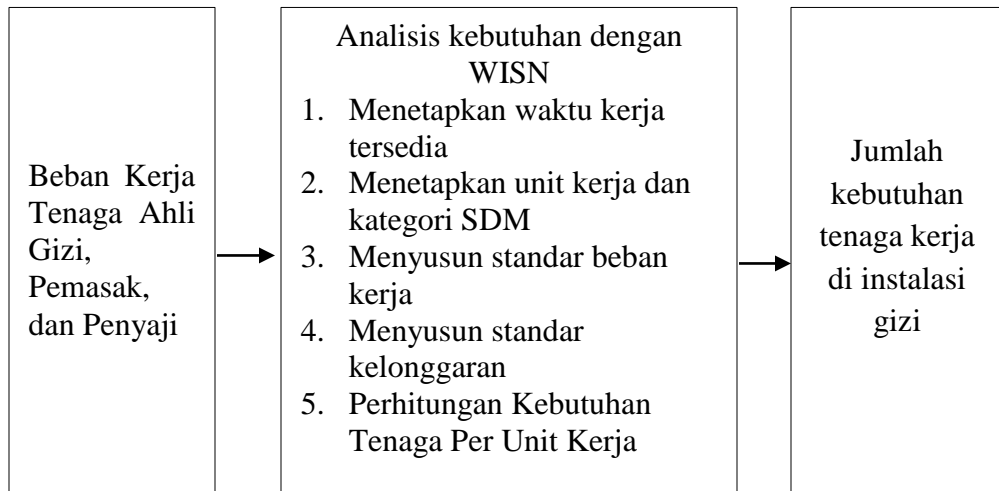 Beban Kerja
Tenaga Ahli
Gizi,
Pemasak,
dan Penyaji
Analisis kebutuhan dengan
WISN
1. Menetapkan waktu kerja
tersedia
2. Menetapkan unit kerja dan
kategori SDM
3. Menyusun standar beban
kerja
4. Menyusun standar
kelonggaran
5. Perhitungan Kebutuhan
Tenaga Per Unit Kerja
Jumlah
kebutuhan
tenaga kerja
di instalasi
gizi